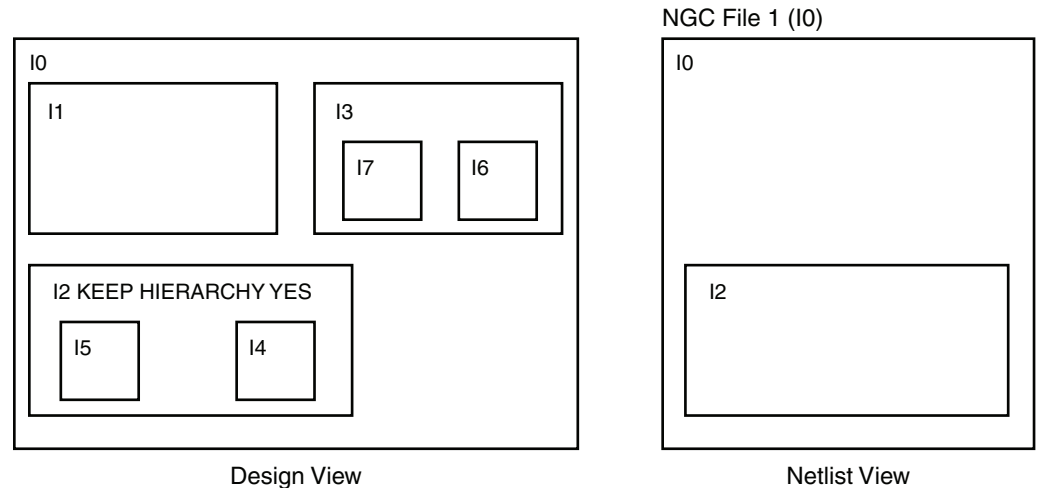 NGC File 1 (I0)
I0
I1
I3
I7
I6
I2 KEEP HIERARCHY YES
I5
I4
Design View
I0
I2
Netlist View